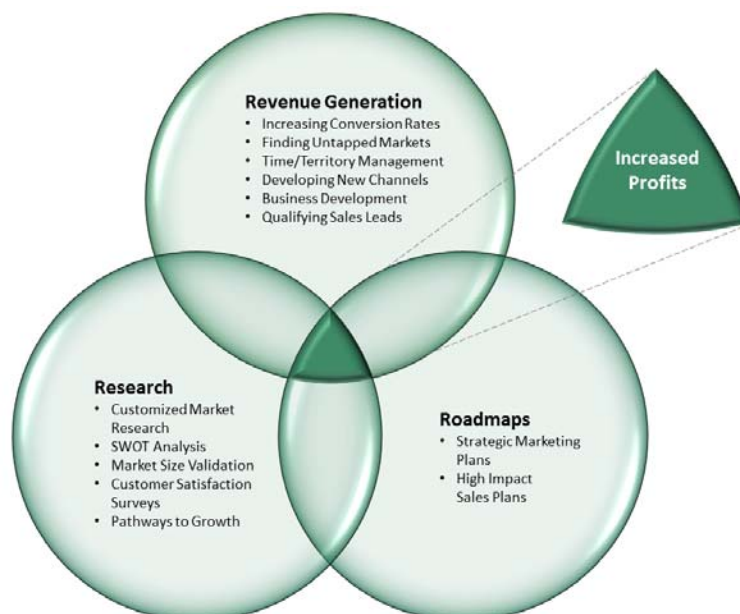 Revenue Generation
• Increasing Conversion Rates
• Finding Untapped Markets
• Time/Territory Management
• Developing New Channels
• Business Development
• Qualifying Sales Leads
Increased
Profits
Research
• Customized Market
Research
• SWOT Analysis
• Market Size Validation
• Customer Satisfaction
Surveys
• Pathways to Growth
Roadmaps
• Strategic Marketing
Plans
• High Impact
Sales Plans